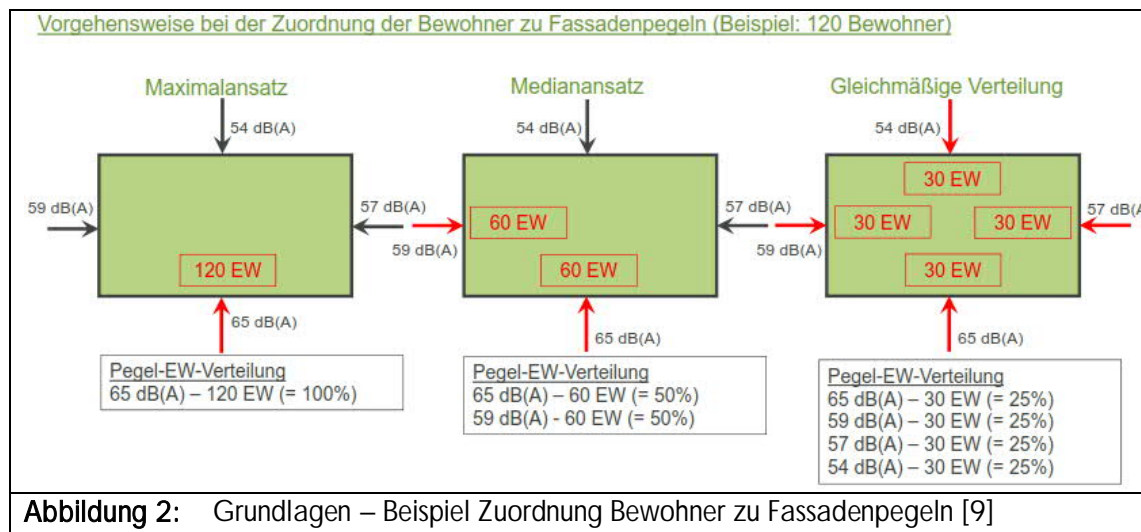 Vorgehensweise bei der Zuordnung der Bewohner zu Fassadenpegeln (Beispiel: 120 Bewohner)
Maximalansatz
54 dB(A)
59 dB(A)
57 dB(A)
120 EW
65 dB(A)
Pegel-EW-Verteilung
65 dB(A) – 120 EW (= 100%)
Medianansatz
54 dB(A)
59 dB(A)
57 dB(A)
60 EW
60 EW
65 dB(A)
Pegel-EW-Verteilung
65 dB(A) – 60 EW (= 50%)
59 dB(A) - 60 EW (= 50%)
Gleichmäßige Verteilung
54 dB(A)
30 EW
59 dB(A)
30 EW
30 EW
57 dB(A
30 EW
65 dB(A)
Pegel-EW-Verteilung
65 dB(A) – 30 EW (= 25%)
59 dB(A) – 30 EW (= 25%)
57 dB(A) – 30 EW (= 25%)
54 dB(A) – 30 EW (= 25%)
Abbildung 2: Grundlagen – Beispiel Zuordnung Bewohner zu Fassadenpegeln [9]